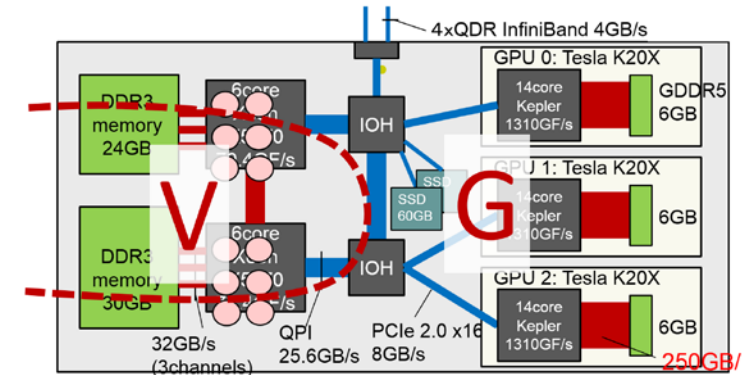 4xQDR InfiniBand 4GB/s
DDR3
memory
24GB
6core
IOH
GPU 0: Tesla K20X
14core
Kepler
1310GF/s
GDDR5
6GB
V
SSD
SSD
60GB
G
GPU 1: Tesla K20X
14core
Kepler
1310GF/s
6GB
DDR3
memory
30GB
6core
IOH
GPU 2: Tesla K20X
14core
Kepler
1310GF/s
6GB
32GB/s
(3channels)
QPI
25.6GB/s
PCIe 2.0 x16
8GB/s
250GB/